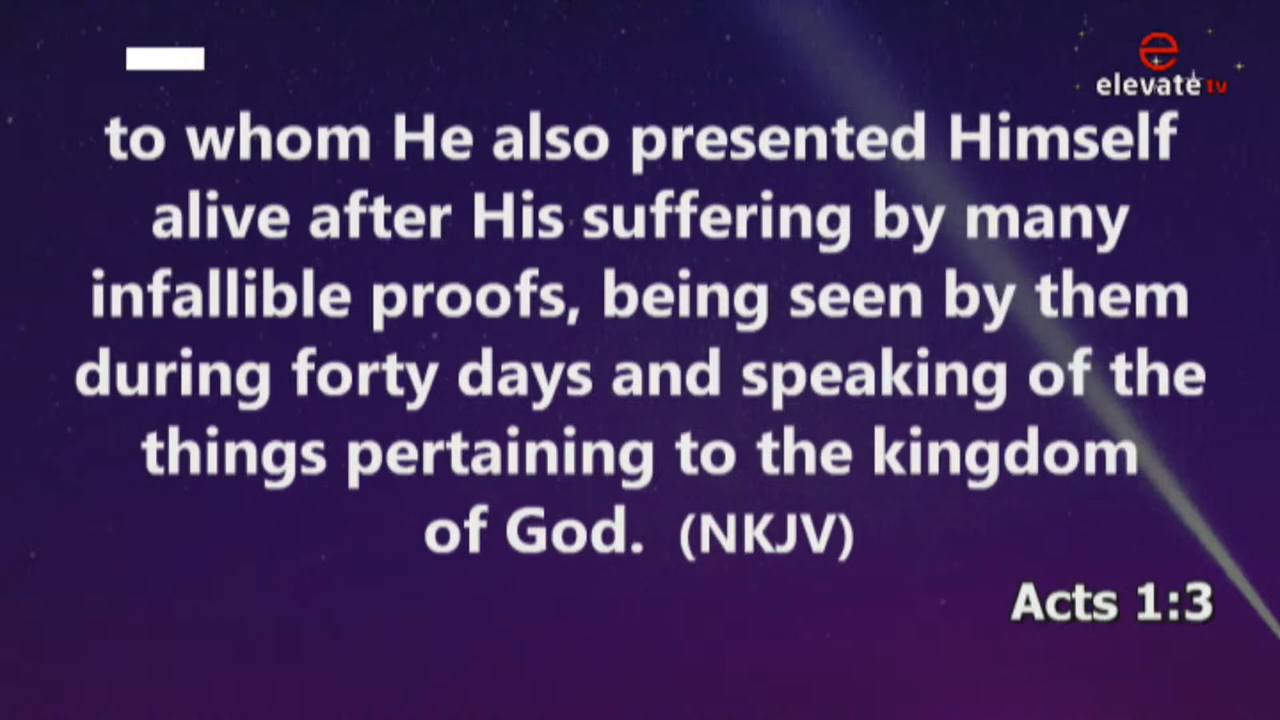 elevate tv
to whom He also presented Himself
alive after His suffering by many
infallible proofs, being seen by them
during forty days and speaking of the
things pertaining to the kingdom
of God. (NKJV)
Acts 1:3